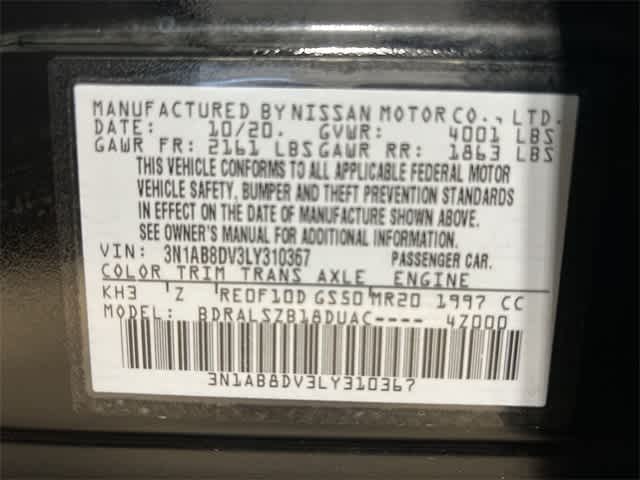 MANUFACTURED BY NISSAN MOTOR CO., LTD.
DATE: 10/20. GVWR: 4001 LBS
GAWR FR: 2161 LBS GAWR RR: 1863 LBS
THIS VEHICLE CONFORMS TO ALL APPLICABLE FEDERAL MOTOR
VEHICLE SAFETY, BUMPER AND THEFT PREVENTION STANDARDS
IN EFFECT ON THE DATE OF MANUFACTURE SHOWN ABOVE.
SEE OWNER'S MANUAL FOR ADDITIONAL INFORMATION.
VIN: 3N1AB8DV3LY310367 PASSENGER CAR.
COLOR TRIM TRANS AXLE ENGINE
KH3 Z RE0F10D GS50 MR20 1997 CC
MODEL: BDRALSZB18DUAC---- 4Z000
3N1AB8DV3LY310367